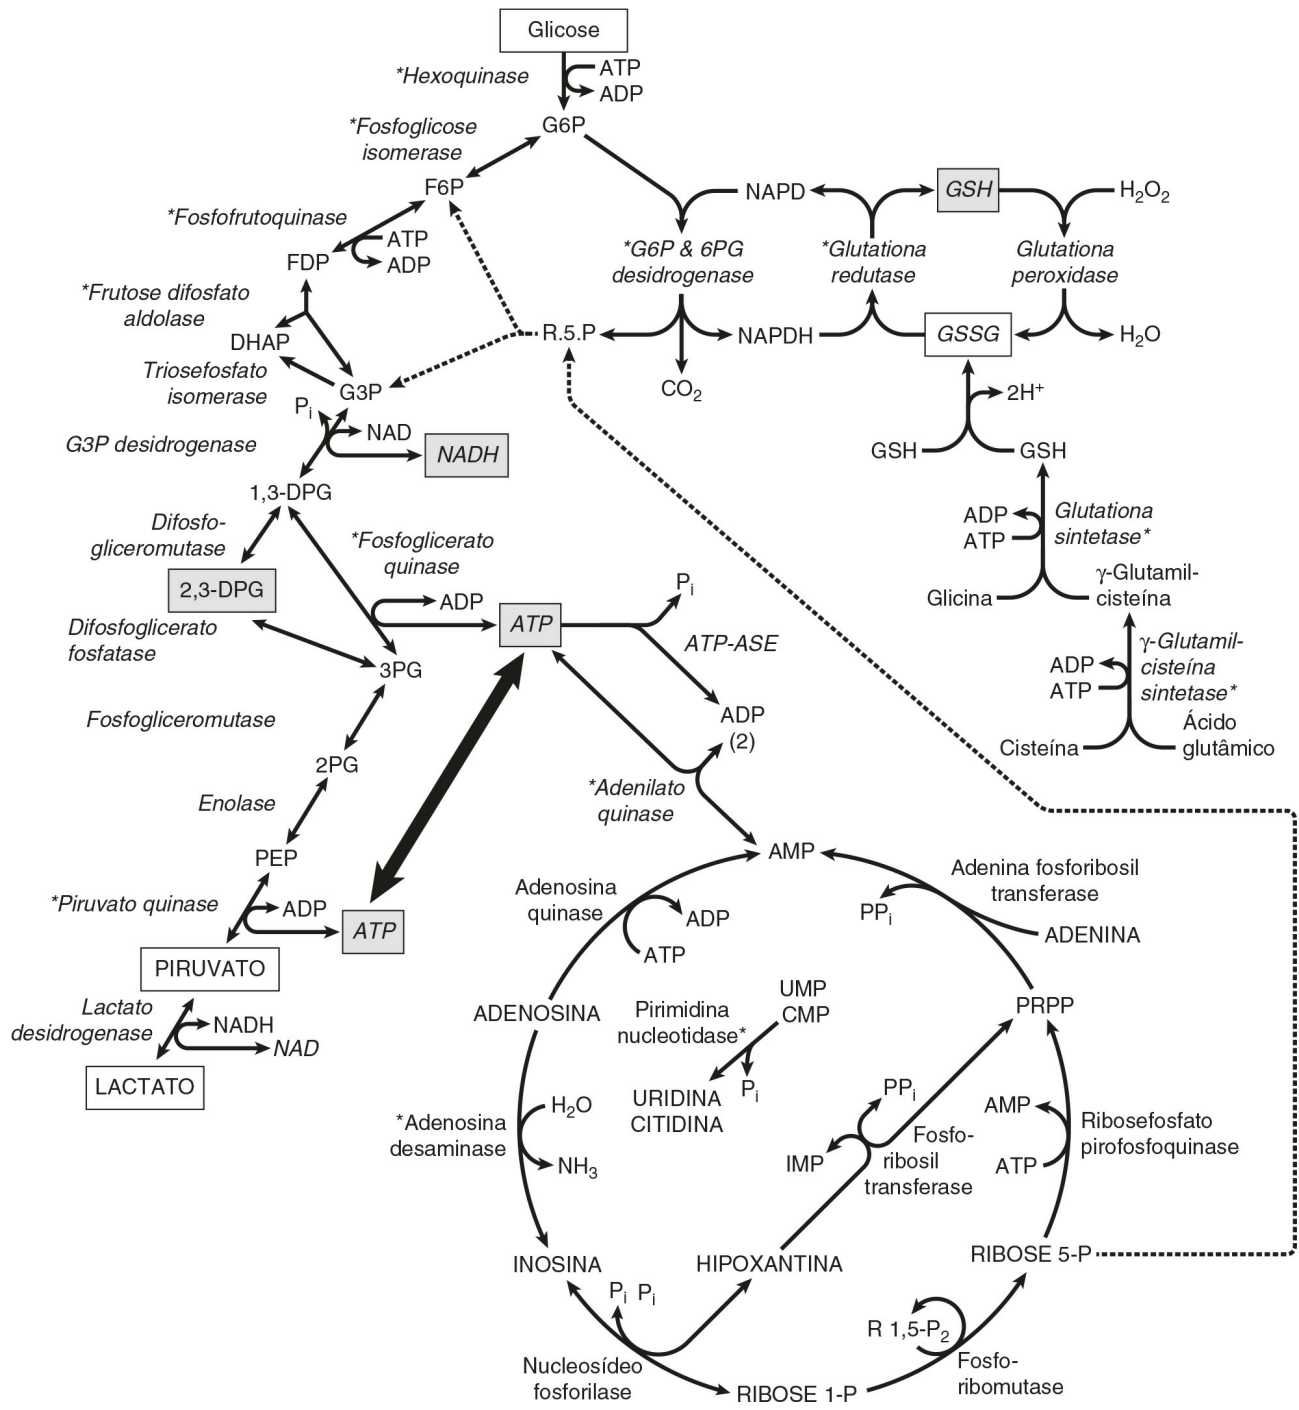 Glicose
*Hexoquinase
ATP
ADP
G6P
*Fosfoglicose
isomerase
F6P
*Fosfofrutoquinase
ATP
ADP
FDP
*Frutose difosfato
aldolase
DHAP
Triosefosfato
isomerase
G3P
Pi
NAD
G3P desidrogenase
NADH
1,3-DPG
Difosfo-
gliceromutase
2,3-DPG
Difosfoglicerato
fosfatase
*Fosfoglicerato
quinase
ADP
ATP
Pi
ATP-ASE
3PG
ADP
(2)
Fosfogliceromutase
2PG
Enolase
*Adenilato
quinase
PEP
*Piruvato quinase
ADP
ATP
PIRUVATO
Lactato
desidrogenase
NADH
NAD
LACTATO
NAPD
GSH
H2O2
*G6P & 6PG
desidrogenase
*Glutationa
redutase
Glutationa
peroxidase
R.5.P
NAPDH
GSSG
H2O
CO2
2H+
GSH
GSH
ADP
ATP
Glutationa
sintetase*
Glicina
γ-Glutamil-
cisteína
ADP
ATP
γ-Glutamil-
cisteína
sintetase*
Cisteína
Ácido
glutâmico
AMP
Adenosina
quinase
ADP
ATP
Adenina fosforibosil
transferase
PPi
ADENINA
ADENOSINA
Pirimidina
nucleotidase*
UMP
CMP
Pi
URIDINA
CITIDINA
PRPP
*Adenosina
desaminase
H2O
NH3
PPi
IMP
Fosfo-
ribosil
transferase
AMP
ATP
Ribosefosfato
pirofosfoquinase
INOSINA
HIPOXANTINA
RIBOSE 5-P
Pi Pi
R 1,5-P2
Nucleosídeo
fosforilase
RIBOSE 1-P
Fosfo-
ribomutase